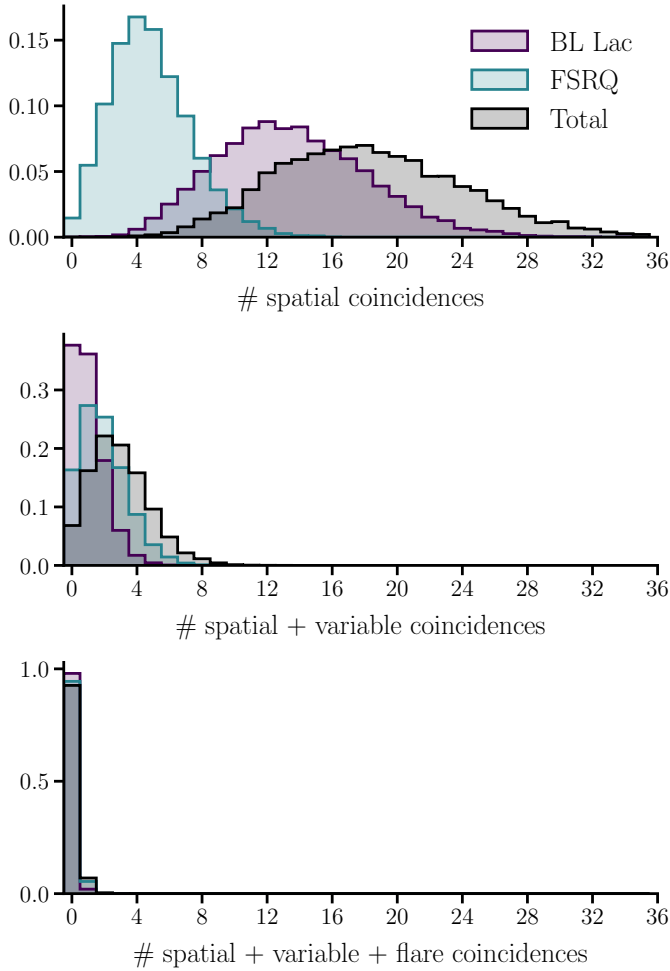 0.15
0.10
0.05
0.00
BL Lac
FSRQ
Total
0 4 8 12 16 20 24 28 32 36
# spatial coincidences
0.3
0.2
0.1
0.0
0 4 8 12 16 20 24 28 32 36
# spatial + variable coincidences
1.0
0.5
0.0
0 4 8 12 16 20 24 28 32 36
# spatial + variable + flare coincidences